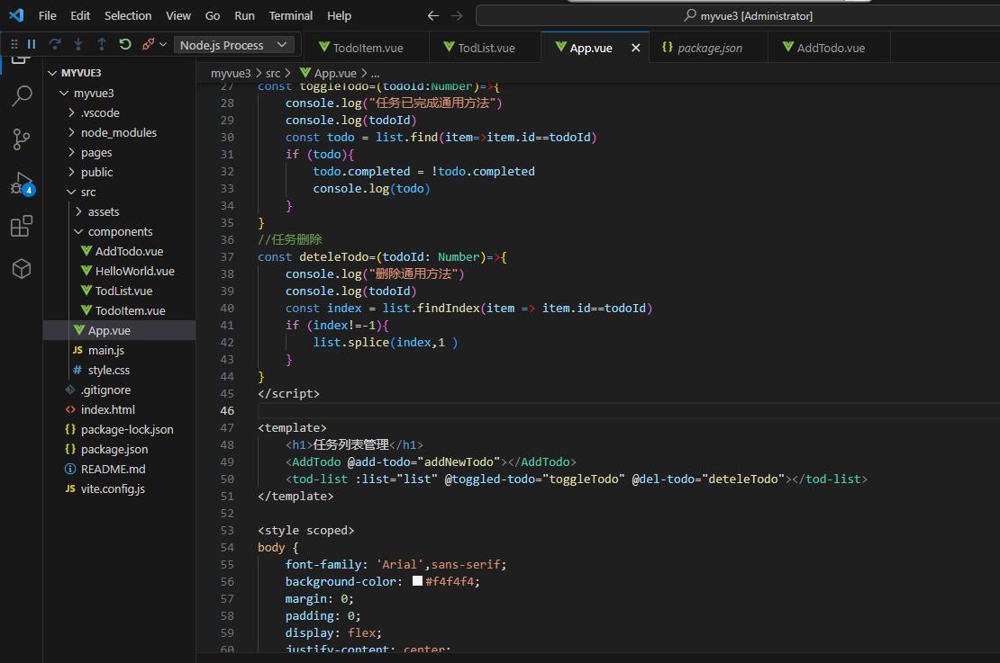 File Edit Selection View Go Run Terminal Help
myvue3 [Administrator]
Node.js Process
TodoItem.vue
TodList.vue
App.vue
{} package.json
AddTodo.vue
MYVUE3
myvue3
.vscode
node_modules
pages
public
4
src
assets
components
AddTodo.vue
HelloWorld.vue
TodList.vue
TodoItem.vue
App.vue
JS main.js
# style.css
.gitignore
<> index.html
{} package-lock.json
{} package.json
README.md
JS vite.config.js
myvue3 > src > App.vue > ...
27 const toggleTodo=(todoId:Number)=>{
28 console.log("任务已完成通用方法")
29 console.log(todoId)
30 const todo = list.find(item=>item.id==todoId)
31 if (todo){
32 todo.completed = !todo.completed
33 console.log(todo)
34 }
35 }
36 //任务删除
37 const deteleTodo=(todoId: Number)=>{
38 console.log("删除通用方法")
39 console.log(todoId)
40 const index = list.findIndex(item => item.id==todoId)
41 if (index!=-1){
42 list.splice(index,1 )
43 }
44 }
45 </script>
46
47 <template>
48 <h1>任务列表管理</h1>
49 <AddTodo @add-todo="addNewTodo"></AddTodo>
50 <tod-list :list="list" @toggled-todo="toggleTodo" @del-todo="deteleTodo"></tod-list>
51 </template>
52
53 <style scoped>
54 body {
55 font-family: 'Arial',sans-serif;
56 background-color: #f4f4f4;
57 margin: 0;
58 padding: 0;
59 display: flex;
60 justify-content: center;